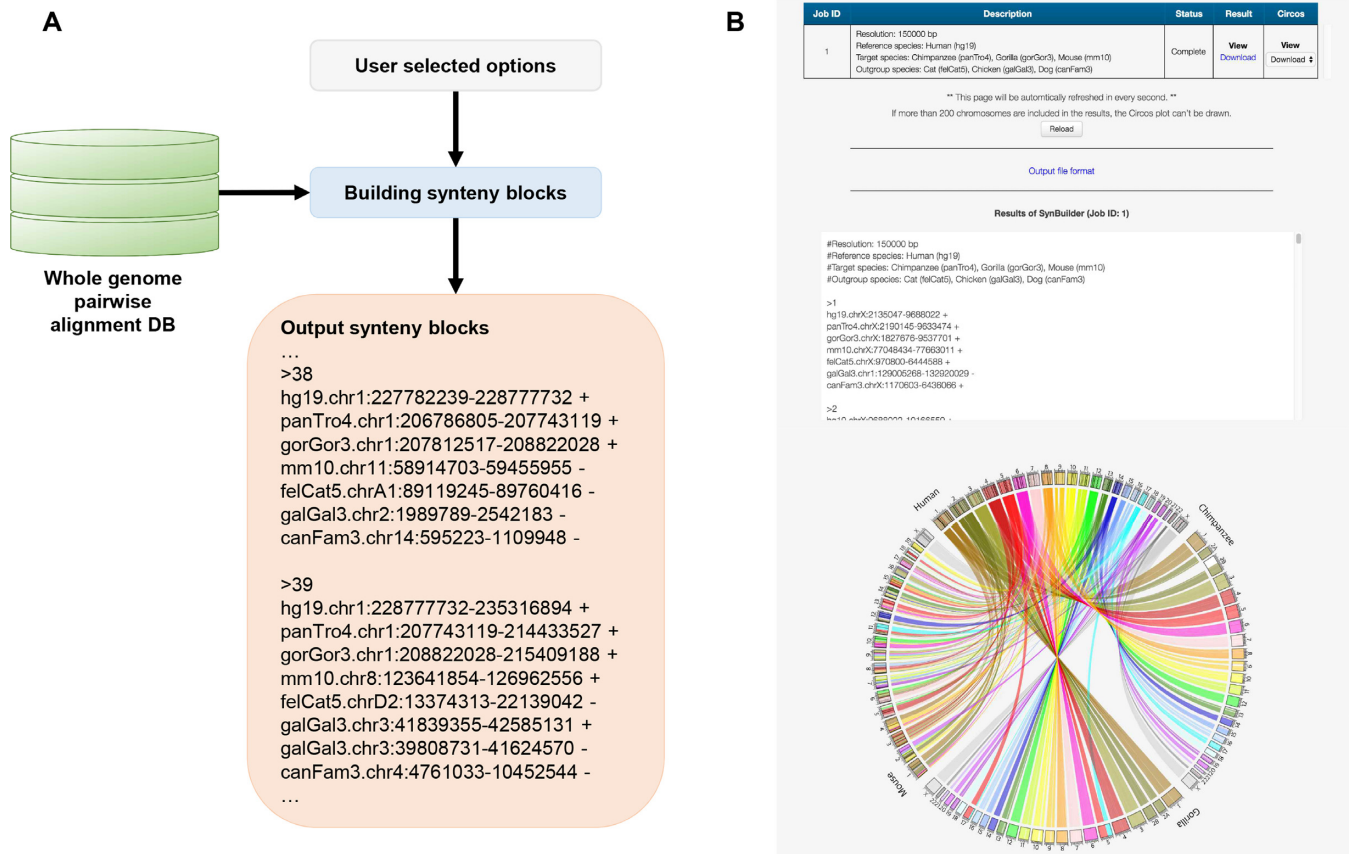 A
User selected options
Building synteny blocks
Whole genome
pairwise
alignment DB
Output synteny blocks
...
>38
hg19.chr1:227782239-228777732 +
panTro4.chr1:206786805-207743119 +
gorGor3.chr1:207812517-208822028 +
mm10.chr11:58914703-59455955 -
felCat5.chrA1:89119245-89760416 -
galGal3.chr2:1989789-2542183 -
canFam3.chr14:595223-1109948 -
>39
hg19.chr1:228777732-235316894 +
panTro4.chr1:207743119-214433527 +
gorGor3.chr1:208822028-215409188 +
mm10.chr8:123641854-126962556 +
felCat5.chrD2:13374313-22139042 -
galGal3.chr3:41839355-42585131 +
galGal3.chr3:39808731-41624570 -
canFam3.chr4:4761033-10452544 -
...
B
Job ID Description Status Result Circos
1
Resolution: 150000 bp
Reference species: Human (hg19)
Target species: Chimpanzee (panTro4), Gorilla (gorGor3), Mouse (mm10)
Outgroup species: Cat (felCat5), Chicken (galGal3), Dog (canFam3)
Complete
View
Download
View
Download
** This page will be automtically refreshed in every second. **
If more than 200 chromosomes are included in the results, the Circos plot can't be drawn.
Reload
Output file format
Results of SynBuilder (Job ID: 1)
#Resolution: 150000 bp
#Reference species: Human (hg19)
#Target species: Chimpanzee (panTro4), Gorilla (gorGor3), Mouse (mm10)
#Outgroup species: Cat (felCat5), Chicken (galGal3), Dog (canFam3)
>1
hg19.chrX:2135047-9688022 +
panTro4.chrX:2190145-9633474 +
gorGor3.chrX:1827676-9537701 +
mm10.chrX:77048434-77663011 +
felCat5.chrX:970800-6444588 +
galGal3.chr1:129005268-132920029 -
canFam3.chrX:1170603-6436066 +
>2
Human
Chimpanzee
Mouse
Gorilla